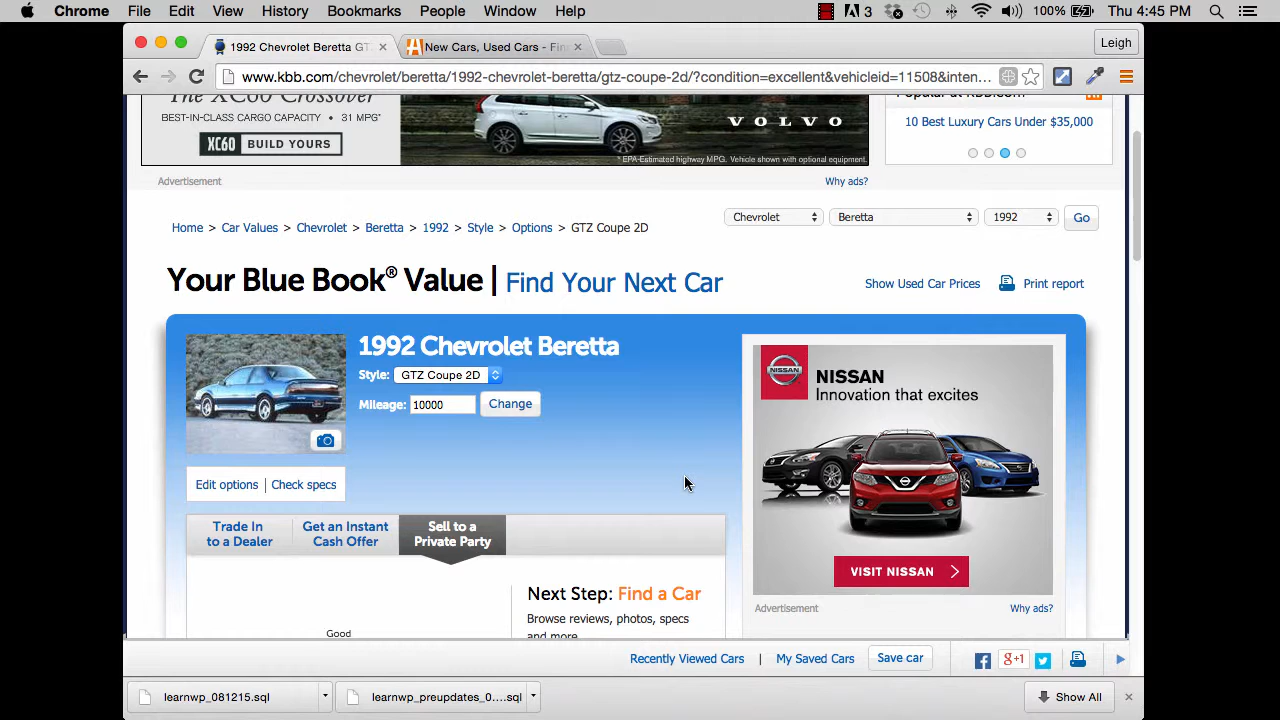 Chrome File Edit View History Bookmarks People Window Help 3 100% Thu 4:45 PM
1992 Chevrolet Beretta GT
New Cars, Used Cars - Fin
Leigh
www.kbb.com/chevrolet/beretta/1992-chevrolet-beretta/gtz-coupe-2d/?condition=excellent&vehicleid=11508&inten...
The XC60 Crossover
BEST-IN-CLASS CARGO CAPACITY • 31 MPG*
XC60 BUILD YOURS
VOLVO
* EPA-Estimated highway MPG. Vehicle shown with optional equipment.
Popular at KBB.com
10 Best Luxury Cars Under $35,000
Advertisement
Why ads?
Home > Car Values > Chevrolet > Beretta > 1992 > Style > Options > GTZ Coupe 2D
Chevrolet Beretta 1992 Go
Your Blue Book® Value | Find Your Next Car
Show Used Car Prices Print report
1992 Chevrolet Beretta
Style: GTZ Coupe 2D
Mileage: 10000 Change
Edit options | Check specs
NISSAN
Innovation that excites
NISSAN
VISIT NISSAN
Advertisement
Why ads?
Trade In
to a Dealer
Get an Instant
Cash Offer
Sell to a
Private Party
Good
Next Step: Find a Car
Browse reviews, photos, specs
and more
Recently Viewed Cars | My Saved Cars Save car
g+1
learnwp_081215.sql
learnwp_preupdates_0....sql
Show All